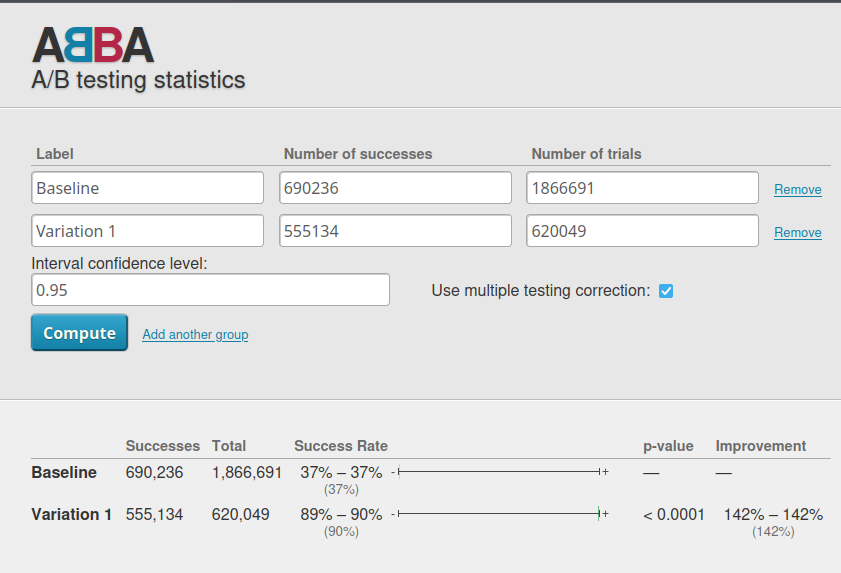 ABBA
A/B testing statistics
Label Number of successes Number of trials
Baseline 690236 1866691 Remove
Variation 1 555134 620049 Remove
Interval confidence level:
0.95 Use multiple testing correction:
Compute Add another group
Successes Total Success Rate p-value Improvement
Baseline 690,236 1,866,691 37% – 37% - + — —
(37%)
Variation 1 555,134 620,049 89% – 90% - + < 0.0001 142% – 142%
(90%) (142%)